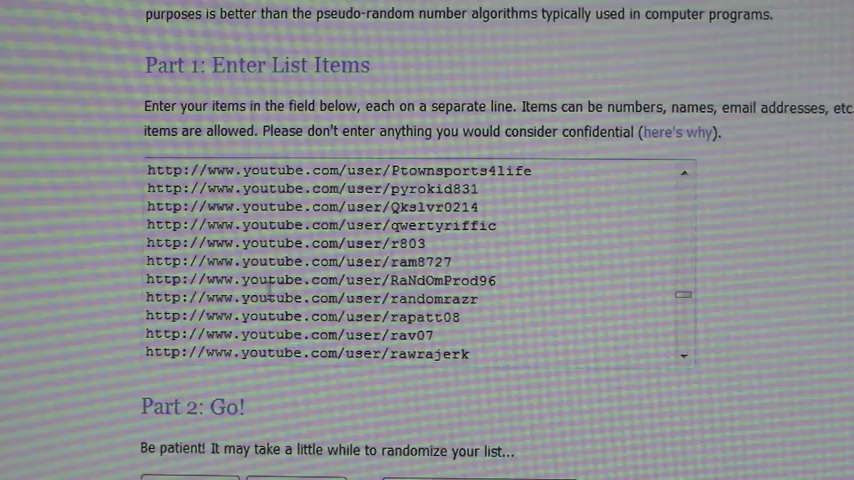 purposes is better than the pseudo-random number algorithms typically used in computer programs.
Part 1: Enter List Items
Enter your items in the field below, each on a separate line. Items can be numbers, names, email addresses, etc.
items are allowed. Please don't enter anything you would consider confidential (here's why).
http://www.youtube.com/user/Ptownsports4life
http://www.youtube.com/user/pyrokid831
http://www.youtube.com/user/Qkslvr0214
http://www.youtube.com/user/qwertyriffic
http://www.youtube.com/user/r803
http://www.youtube.com/user/ram8727
http://www.youtube.com/user/RaNdOmProd96
http://www.youtube.com/user/randomrazr
http://www.youtube.com/user/rapatt08
http://www.youtube.com/user/rav07
http://www.youtube.com/user/rawrajerk
Part 2: Go!
Be patient! It may take a little while to randomize your list...